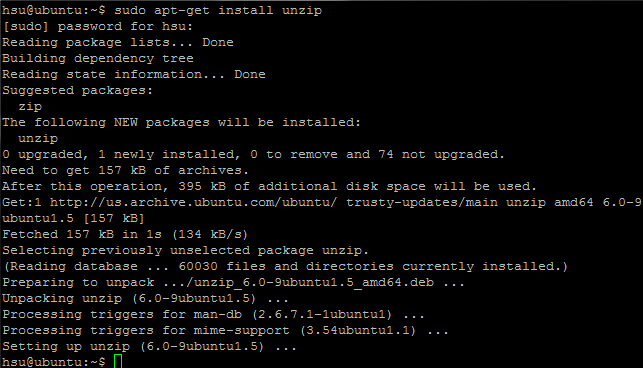 hsu@ubuntu:~$ sudo apt-get install unzip
[sudo] password for hsu:
Reading package lists... Done
Building dependency tree
Reading state information... Done
Suggested packages:
  zip
The following NEW packages will be installed:
  unzip
0 upgraded, 1 newly installed, 0 to remove and 74 not upgraded.
Need to get 157 kB of archives.
After this operation, 395 kB of additional disk space will be used.
Get:1 http://us.archive.ubuntu.com/ubuntu/ trusty-updates/main unzip amd64 6.0-9
ubuntu1.5 [157 kB]
Fetched 157 kB in 1s (134 kB/s)
Selecting previously unselected package unzip.
(Reading database ... 60030 files and directories currently installed.)
Preparing to unpack .../unzip_6.0-9ubuntu1.5_amd64.deb ...
Unpacking unzip (6.0-9ubuntu1.5) ...
Processing triggers for man-db (2.6.7.1-1ubuntu1) ...
Processing triggers for mime-support (3.54ubuntu1.1) ...
Setting up unzip (6.0-9ubuntu1.5) ...
hsu@ubuntu:~$